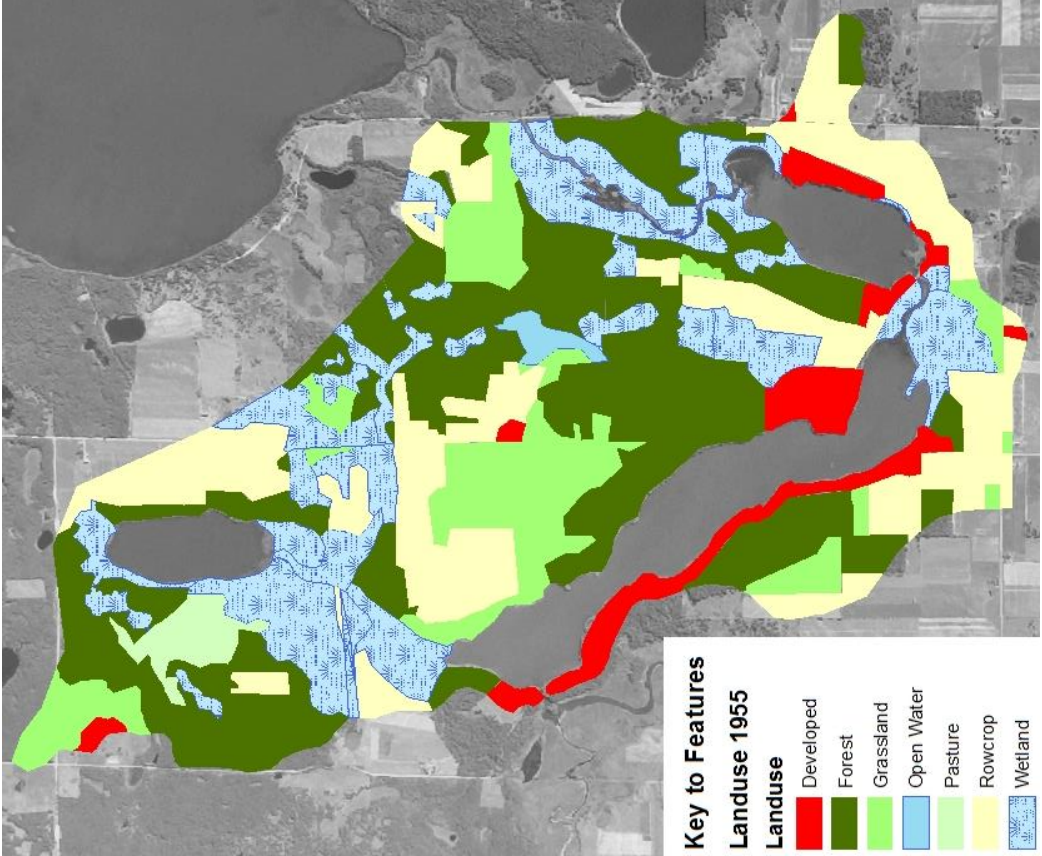 Key to Features
Landuse 1955
Landuse
Developed
Forest
Grassland
Open Water
Pasture
Rowcrop
Wetland